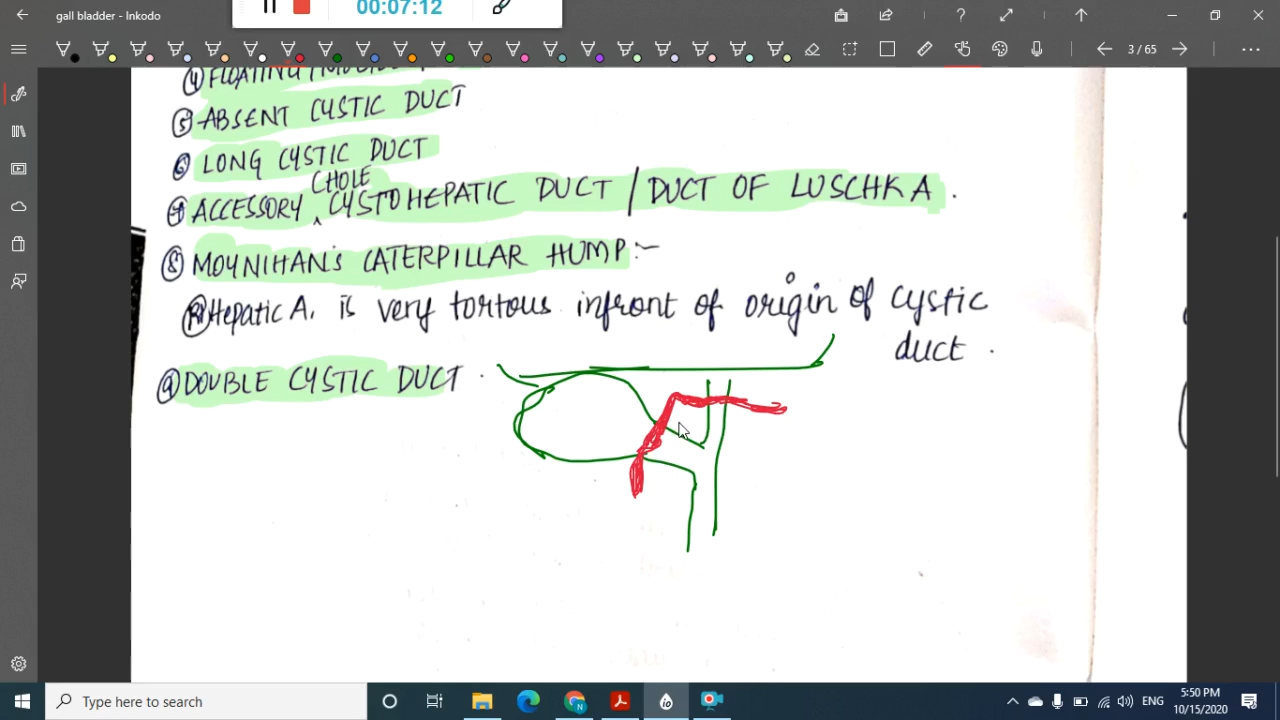 gall bladder - Inkodo
00:07:12
3 / 65
④ FLOATING /
⑤ ABSENT CYSTIC DUCT
⑥ LONG CYSTIC DUCT
CHOLE
⑦ ACCESSORY ^ CYSTOHEPATIC DUCT / DUCT OF LUSCHKA .
⑧ MOYNIHAN'S CATERPILLAR HUMP :-
Ⓡ Hepatic A. is very tortous infront of origin of cystic
duct .
⑨ DOUBLE CYSTIC DUCT .
Type here to search
ENG
5:50 PM
10/15/2020